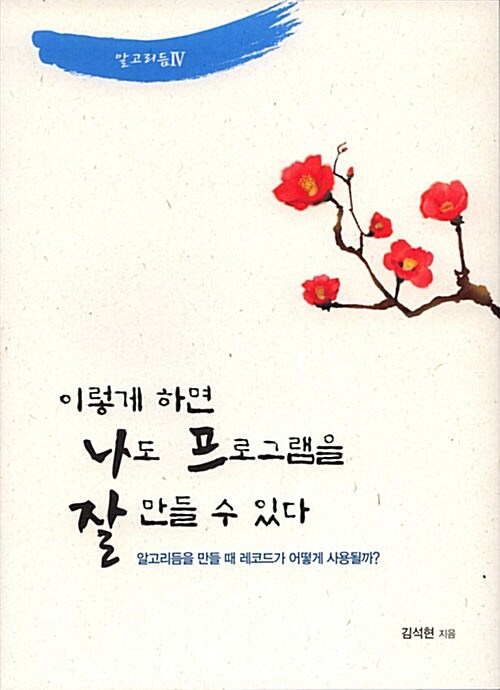 알고리듬Ⅳ
이렇게 하면
나도 프로그램을
잘 만들 수 있다
알고리듬을 만들 때 레코드가 어떻게 사용될까?
김석현 지음